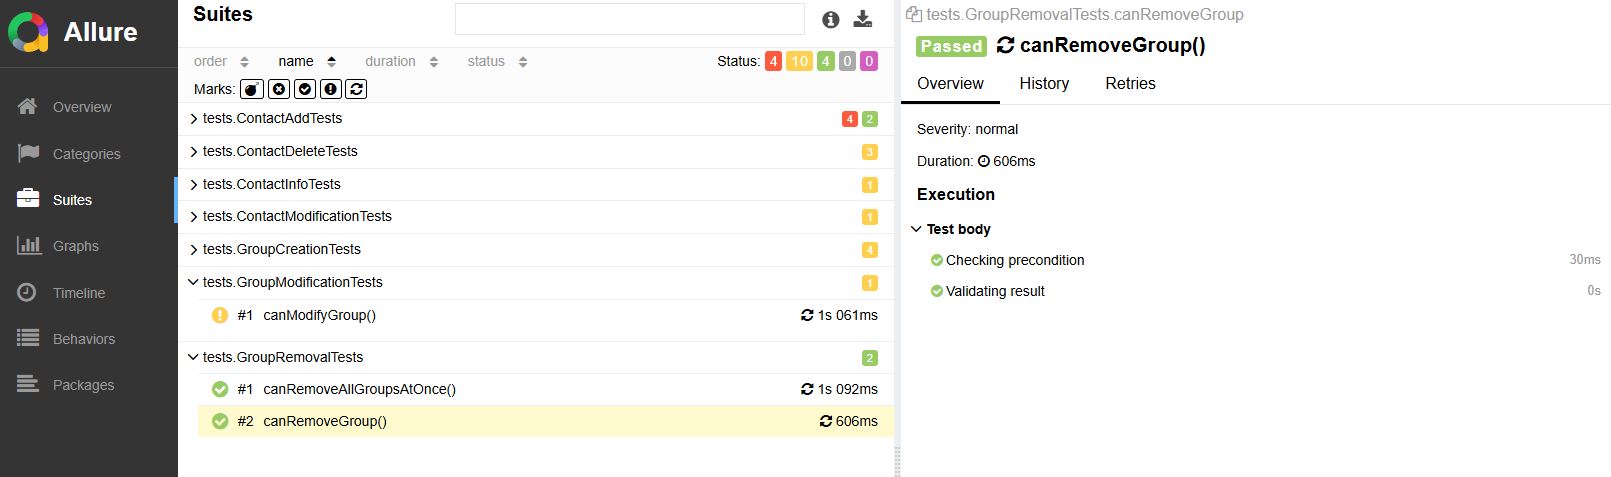 Allure
Overview
Categories
Suites
Graphs
Timeline
Behaviors
Packages
Suites
order name duration status Status: 4 10 4 0 0
Marks:
tests.ContactAddTests 4 2
tests.ContactDeleteTests 3
tests.ContactInfoTests 1
tests.ContactModificationTests 1
tests.GroupCreationTests 4
tests.GroupModificationTests 1
#1 canModifyGroup() 1s 061ms
tests.GroupRemovalTests 2
#1 canRemoveAllGroupsAtOnce() 1s 092ms
#2 canRemoveGroup() 606ms
tests.GroupRemovalTests.canRemoveGroup
Passed canRemoveGroup()
Overview History Retries
Severity: normal
Duration: 606ms
Execution
Test body
Checking precondition 30ms
Validating result 0s